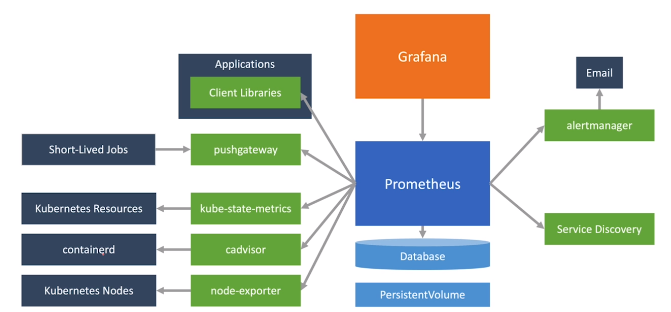 Applications
Client Libraries
Grafana
Email
alertmanager
Short-Lived Jobs
pushgateway
Prometheus
Kubernetes Resources
kube-state-metrics
Service Discovery
containerd
cadvisor
Database
Kubernetes Nodes
node-exporter
PersistentVolume